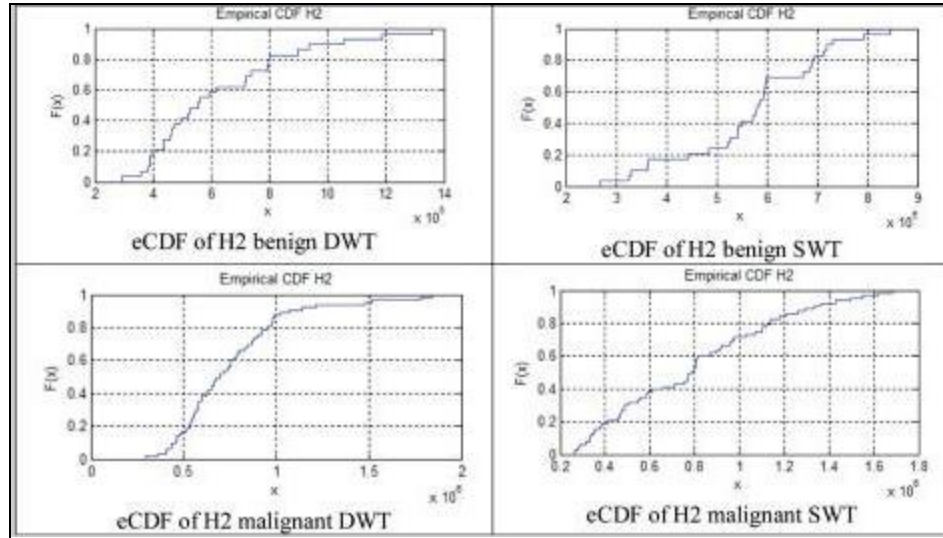 Empirical CDF H2
1
0.8
0.6
0.4
0.2
0
F(x)
2 4 6 8 10 12 14
x
eCDF of H2 benign DWT
Empirical CDF H2
1
0.8
0.6
0.4
0.2
0
F(x)
2 3 4 5 6 7 8 9
x
eCDF of H2 benign SWT
Empirical CDF H2
1
0.8
0.6
0.4
0.2
0
F(x)
0 0.5 1 1.5 2
x
eCDF of H2 malignant DWT
Empirical CDF H2
1
0.8
0.6
0.4
0.2
0
F(x)
0.2 0.4 0.6 0.8 1 1.2 1.4 1.6 1.8
x
eCDF of H2 malignant SWT